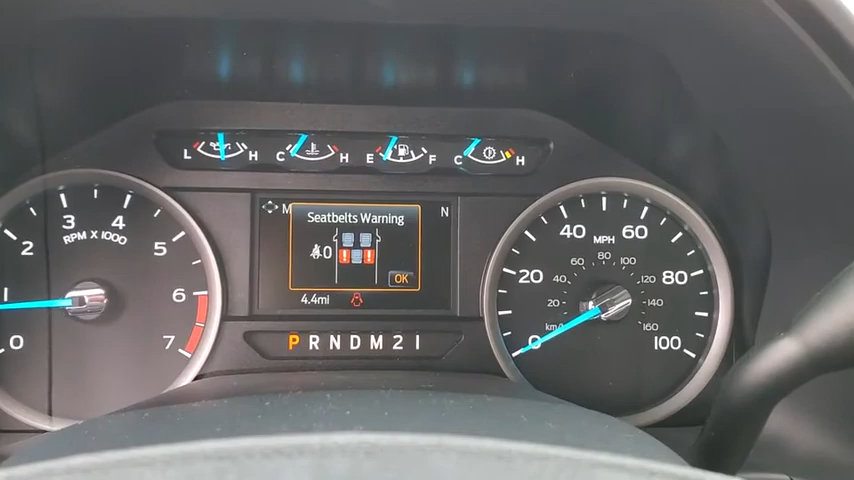 L H C H E F C H
3 4
2 5
RPM X 1000
1 6
0 7
M N
Seatbelts Warning
OK
4.4mi
P R N D M 2 1
40 60
20 80
0 100
MPH
80
60 100
40 120
20 140
km/h 160